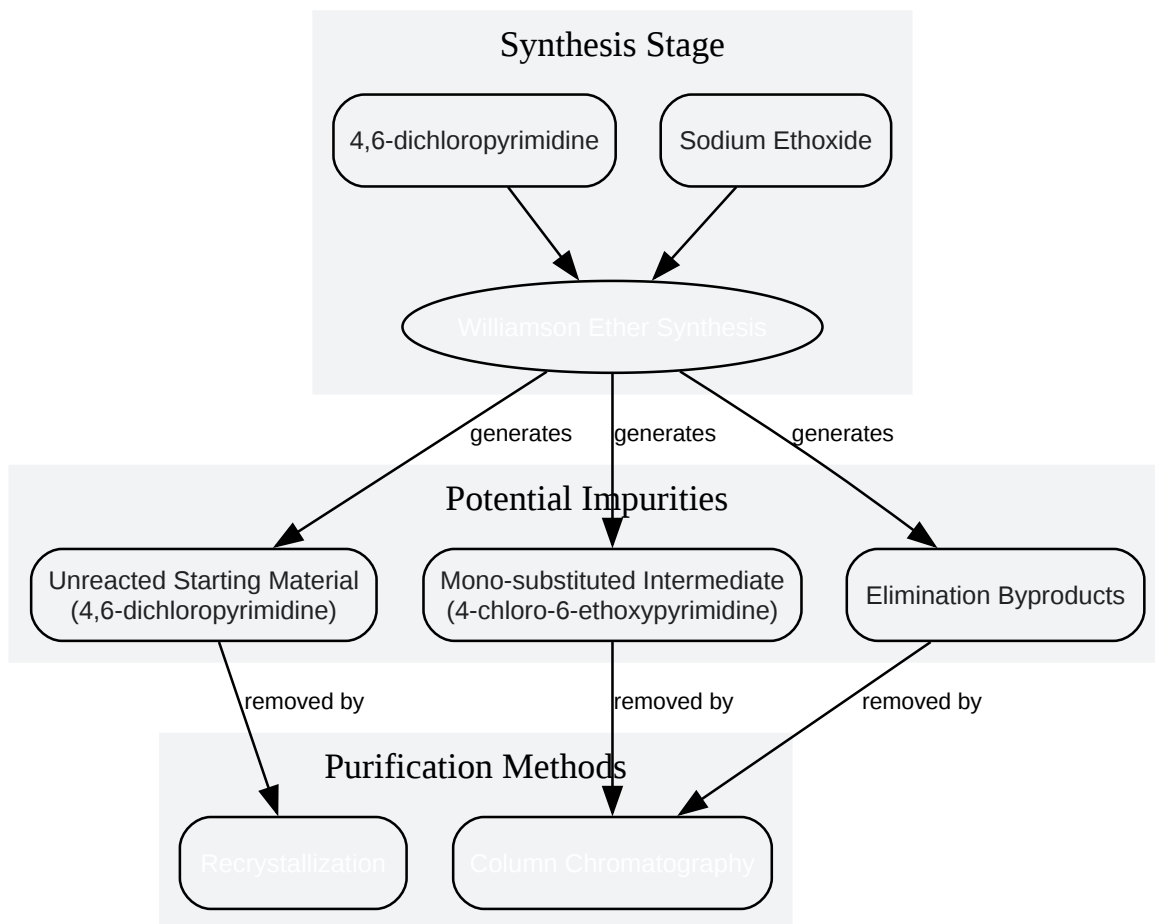 Synthesis Stage
4,6-dichloropyrimidine
Sodium Ethoxide
Williamson Ether Synthesis
generates
generates
generates
Potential Impurities
Unreacted Starting Material
(4,6-dichloropyrimidine)
Mono-substituted Intermediate
(4-chloro-6-ethoxypyrimidine)
Elimination Byproducts
removed by
removed by
removed by
Purification Methods
Recrystallization
Column Chromatography